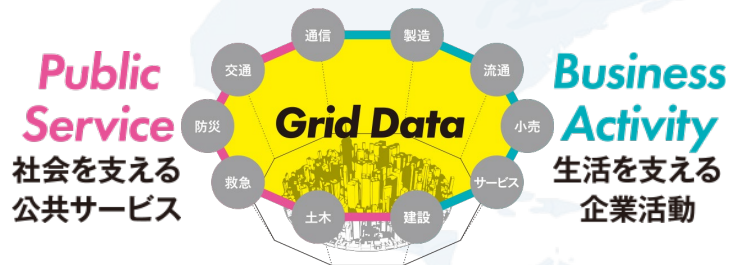 Public
Service
社会を支える
公共サービス
通信
製造
交通
流通
防災
Grid Data
小売
救急
サービス
土木
建設
Business
Activity
生活を支える
企業活動